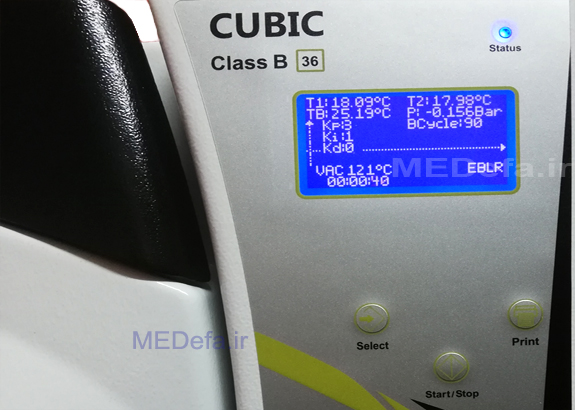 CUBIC
Class B 36
Status
T1:18.09°C T2:17.98°C
TB:25.19°C P: -0.156Bar
Kp:3 BCycle:90
Ki:1
Kd:0
VAC 121°C EBLR
00:00:40
MEDefa.ir
MEDefa.ir
Select
Print
Start/Stop